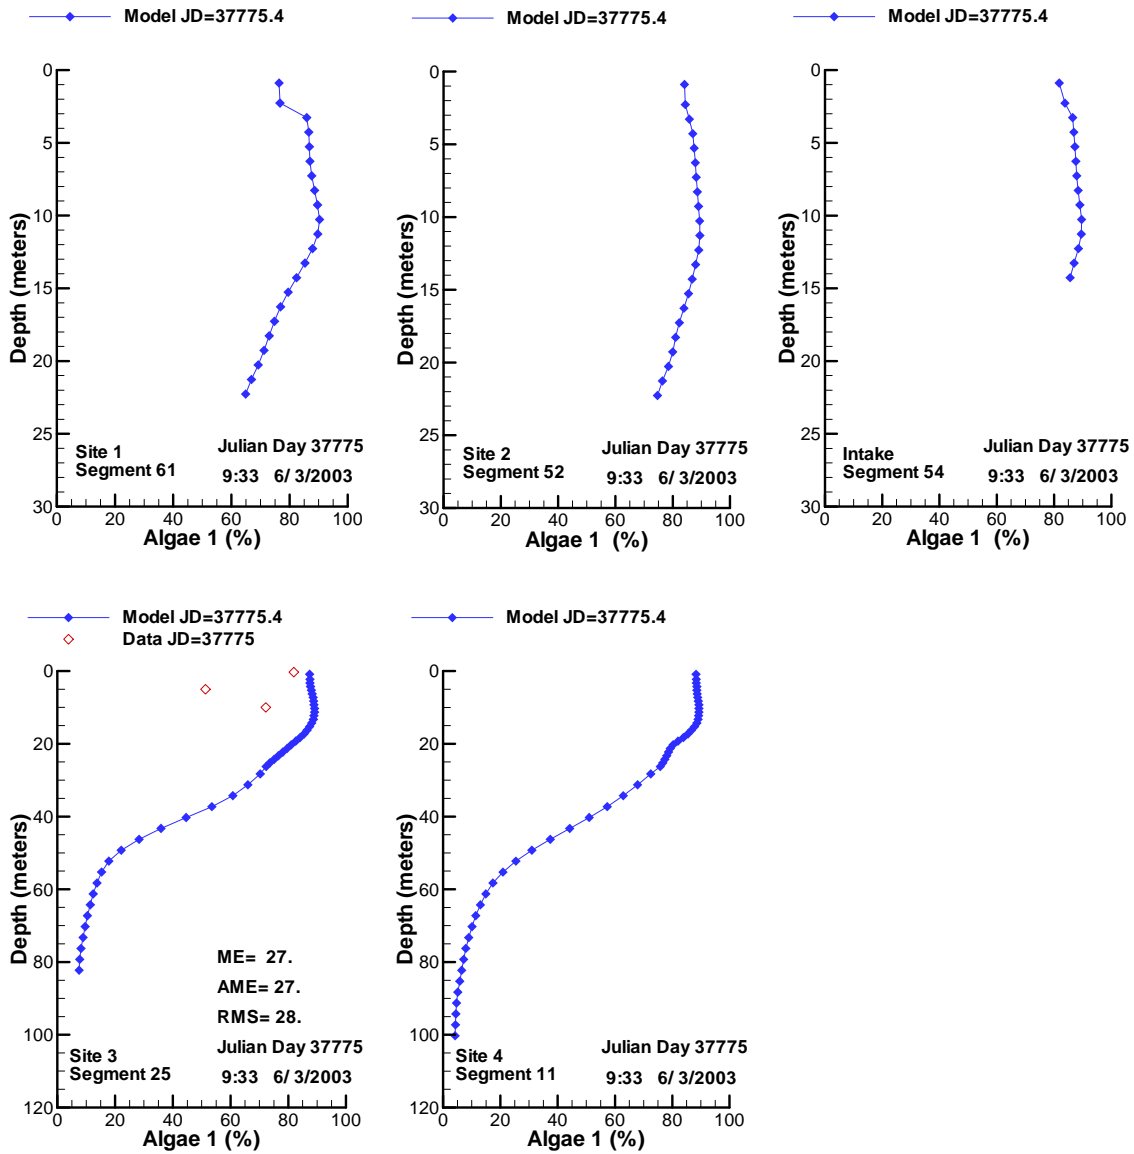 Model JD=37775.4
0
5
10
15
20
25
30
Depth (meters)
Site 1
Segment 61
Julian Day 37775
9:33 6/ 3/2003
0 20 40 60 80 100
Algae 1 (%)
Model JD=37775.4
0
5
10
15
20
25
30
Depth (meters)
Site 2
Segment 52
Julian Day 37775
9:33 6/ 3/2003
0 20 40 60 80 100
Algae 1 (%)
Model JD=37775.4
0
5
10
15
20
25
30
Depth (meters)
Intake
Segment 54
Julian Day 37775
9:33 6/ 3/2003
0 20 40 60 80 100
Algae 1 (%)
Model JD=37775.4
Data JD=37775
0
20
40
60
80
100
120
Depth (meters)
ME= 27.
AME= 27.
RMS= 28.
Site 3
Segment 25
Julian Day 37775
9:33 6/ 3/2003
0 20 40 60 80 100
Algae 1 (%)
Model JD=37775.4
0
20
40
60
80
100
120
Depth (meters)
Site 4
Segment 11
Julian Day 37775
9:33 6/ 3/2003
0 20 40 60 80 100
Algae 1 (%)